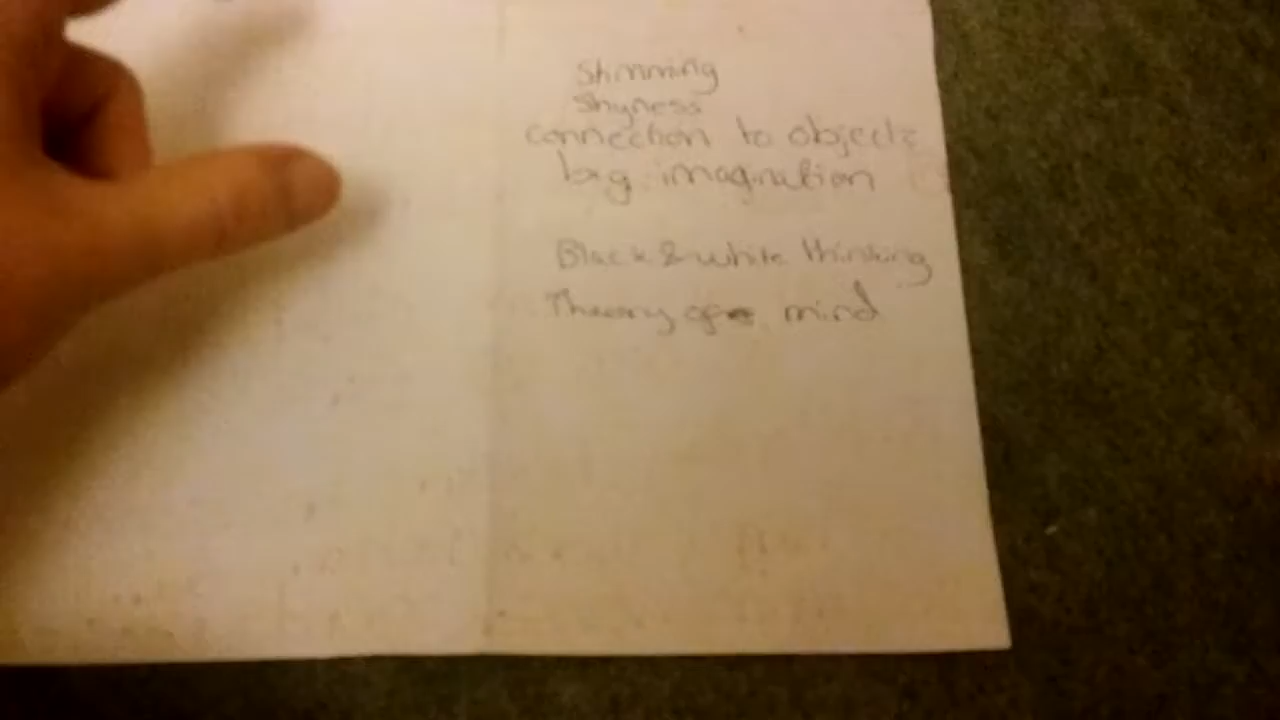 Stimming
Shyness
connection to objects
big imagination
Black & white thinking
Theory of mind